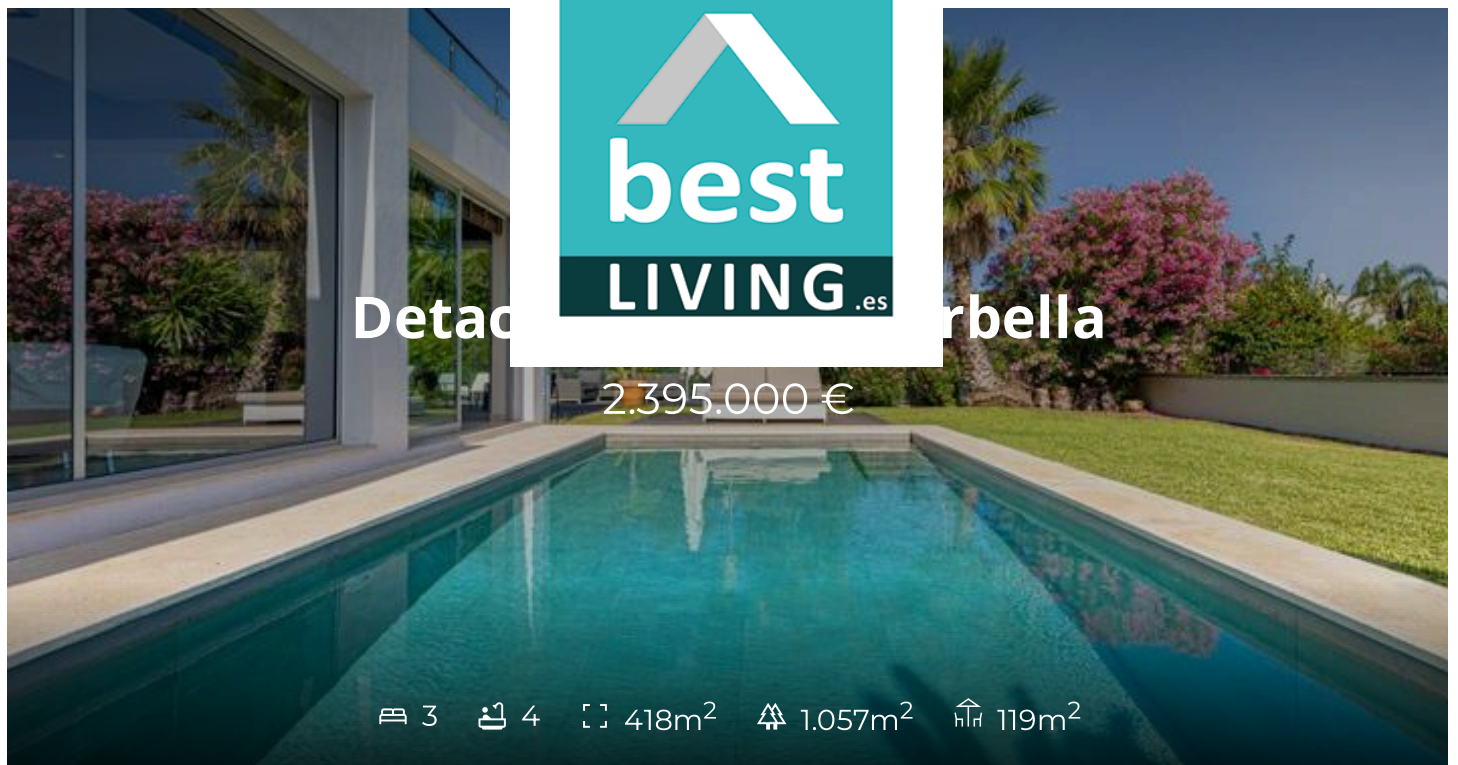 best
LIVING.es
Detac rbella
2.395.000 €
3 4 418m² 1.057m² 119m²